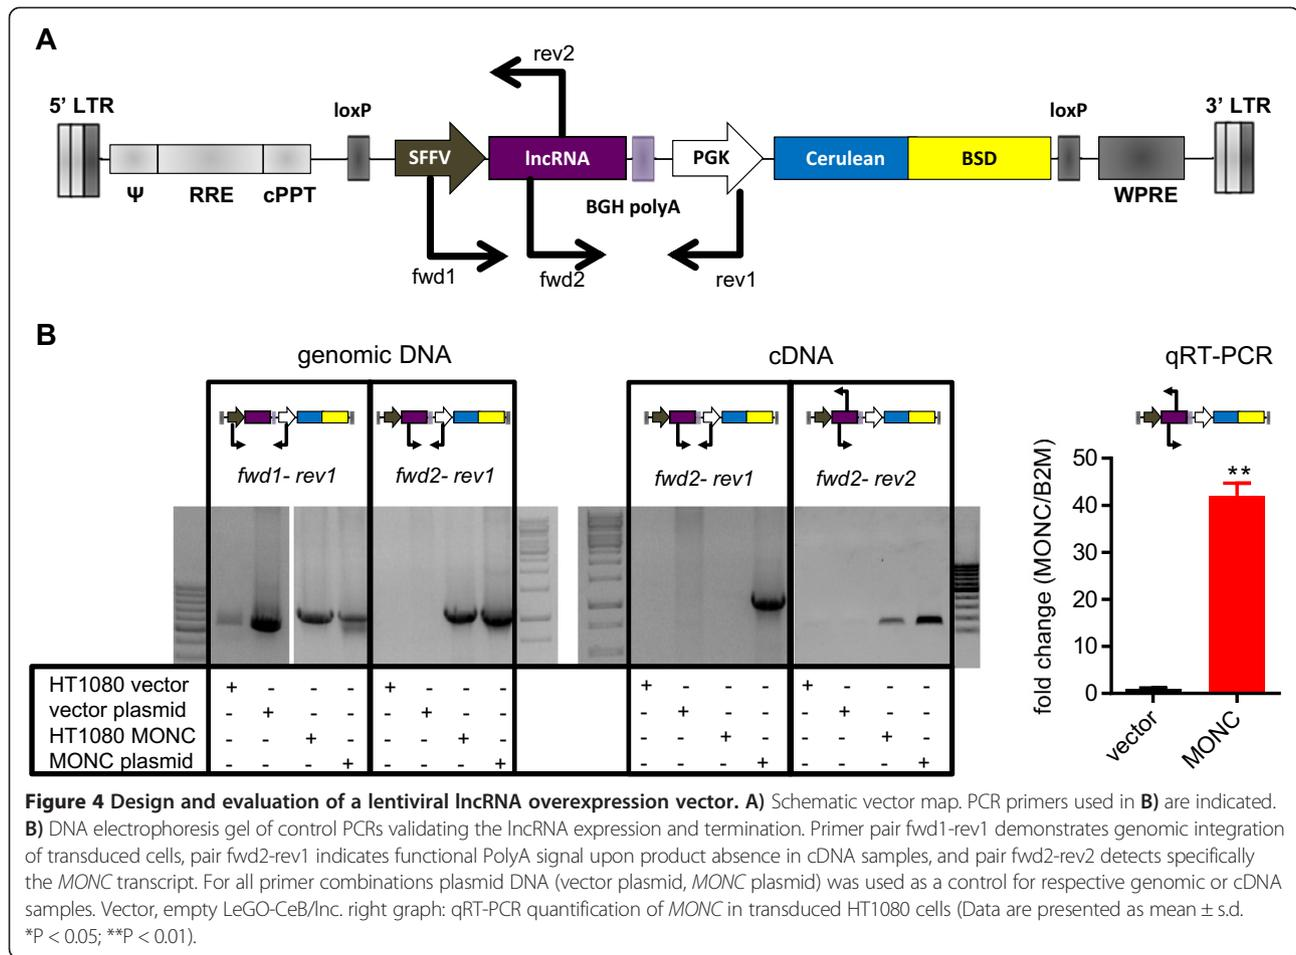 A
rev2
5' LTR
loxP
loxP
3' LTR
SFFV
lncRNA
PGK
Cerulean
BSD
Ψ
RRE
cPPT
BGH polyA
WPRE
fwd1
fwd2
rev1
B
genomic DNA
cDNA
qRT-PCR
fwd1- rev1
fwd2- rev1
fwd2- rev1
fwd2- rev2
fold change (MONC/B2M)
50
40
30
20
10
0
**
vector
MONC
HT1080 vector + - - - + - - - + - - - + - - -
vector plasmid - + - - - + - - - + - - - + - -
HT1080 MONC - - + - - - + - - - + - - - + -
MONC plasmid - - - + - - - + - - - + - - - +
Figure 4 Design and evaluation of a lentiviral lncRNA overexpression vector. A) Schematic vector map. PCR primers used in B) are indicated.
B) DNA electrophoresis gel of control PCRs validating the lncRNA expression and termination. Primer pair fwd1-rev1 demonstrates genomic integration
of transduced cells, pair fwd2-rev1 indicates functional PolyA signal upon product absence in cDNA samples, and pair fwd2-rev2 detects specifically
the MONC transcript. For all primer combinations plasmid DNA (vector plasmid, MONC plasmid) was used as a control for respective genomic or cDNA
samples. Vector, empty LeGO-CeB/lnc. right graph: qRT-PCR quantification of MONC in transduced HT1080 cells (Data are presented as mean ± s.d.
*P < 0.05; **P < 0.01).